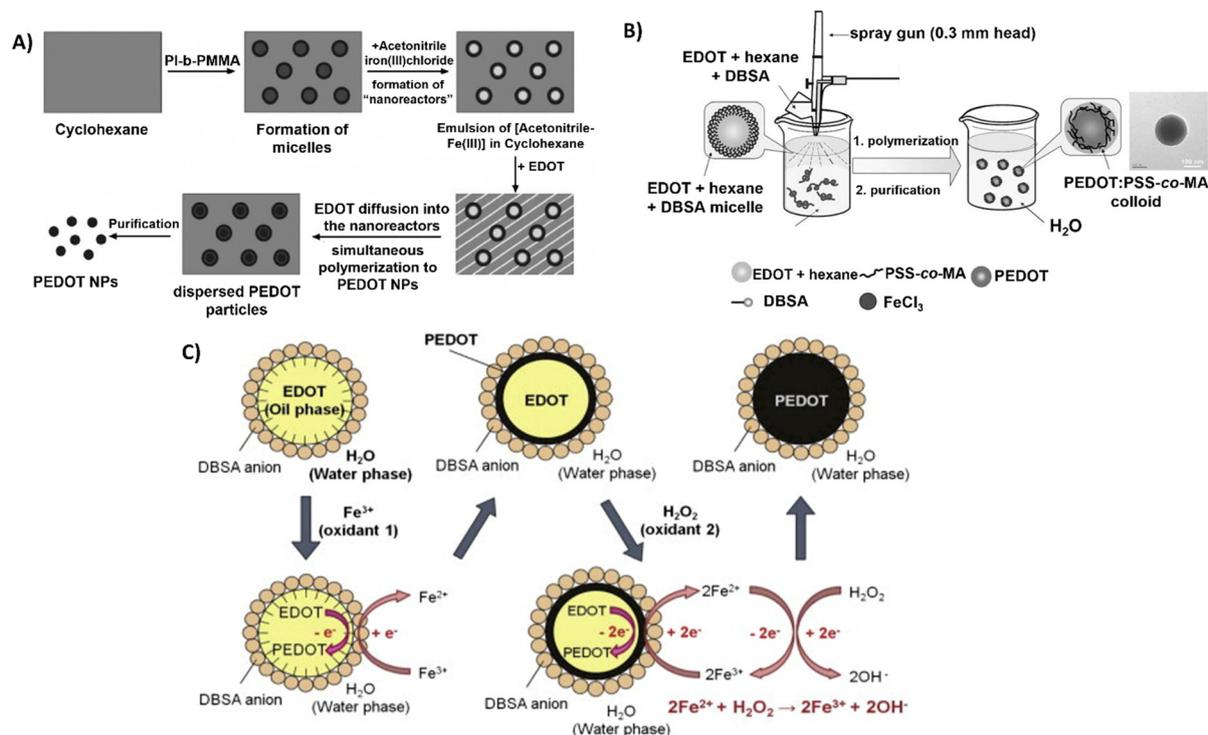 A)
PI-b-PMMA
+Acetonitrile
iron(III)chloride
formation of
"nanoreactors"
Cyclohexane
Formation of
micelles
Emulsion of [Acetonitrile-
Fe(III)] in Cyclohexane
+ EDOT
EDOT diffusion into
the nanoreactors
simultaneous
polymerization to
PEDOT NPs
Purification
PEDOT NPs
dispersed PEDOT
particles
B)
spray gun (0.3 mm head)
EDOT + hexane
+ DBSA
1. polymerization
2. purification
EDOT + hexane
+ DBSA micelle
100 nm
PEDOT:PSS-co-MA
colloid
H2O
EDOT + hexane
PSS-co-MA
PEDOT
DBSA
FeCl3
C)
EDOT
(Oil phase)
DBSA anion
H2O
(Water phase)
PEDOT
EDOT
DBSA anion
H2O
(Water phase)
PEDOT
DBSA anion
H2O
(Water phase)
Fe3+
(oxidant 1)
H2O2
(oxidant 2)
EDOT
- e-
+ e-
PEDOT
Fe2+
Fe3+
DBSA anion
H2O
(Water phase)
EDOT
- 2e-
+ 2e-
PEDOT
2Fe2+
2Fe3+
- 2e-
+ 2e-
H2O2
2OH-
DBSA anion
H2O
(Water phase)
2Fe2+ + H2O2 → 2Fe3+ + 2OH-